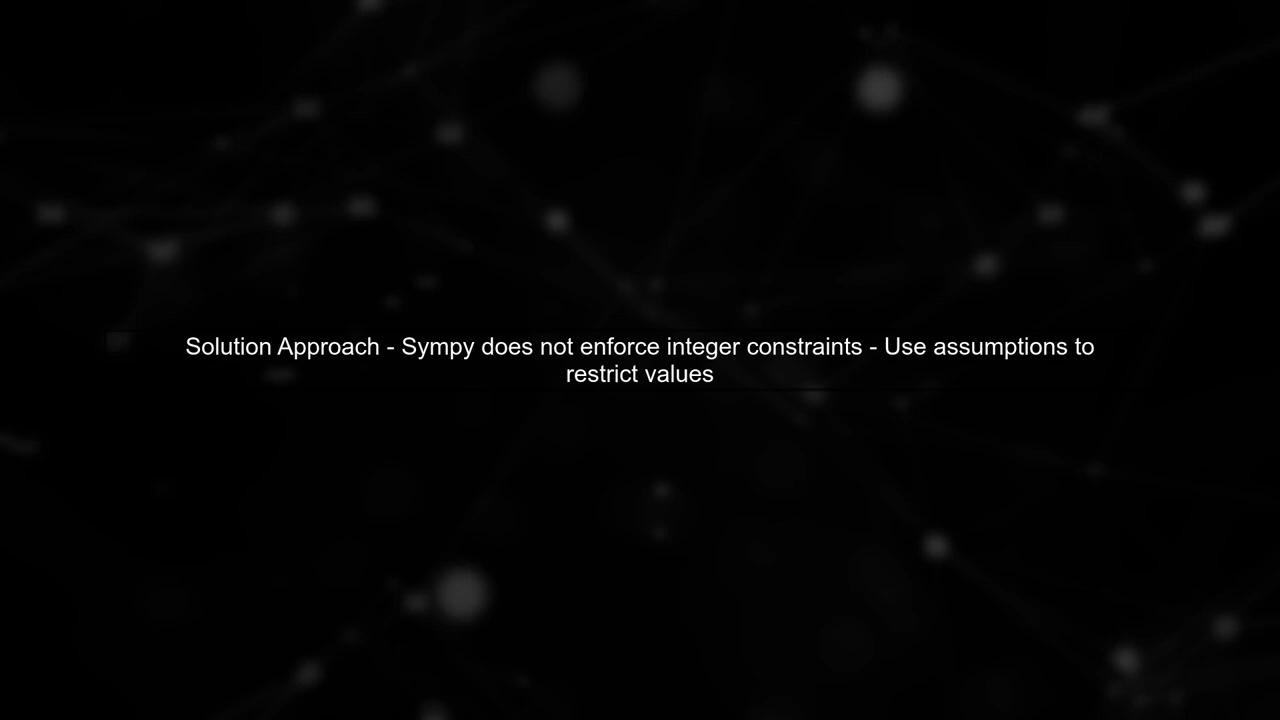 Solution Approach - Sympy does not enforce integer constraints - Use assumptions to
restrict values